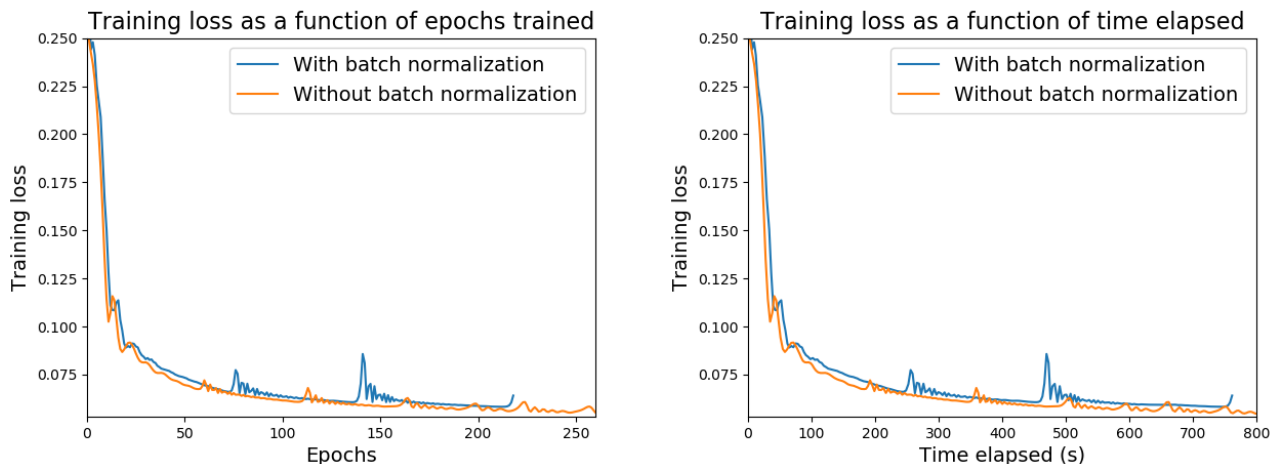 Training loss as a function of epochs trained
0.250
0.225
0.200
0.175
0.150
0.125
0.100
0.075
Training loss
With batch normalization
Without batch normalization
0 50 100 150 200 250
Epochs
Training loss as a function of time elapsed
0.250
0.225
0.200
0.175
0.150
0.125
0.100
0.075
Training loss
With batch normalization
Without batch normalization
0 100 200 300 400 500 600 700 800
Time elapsed (s)